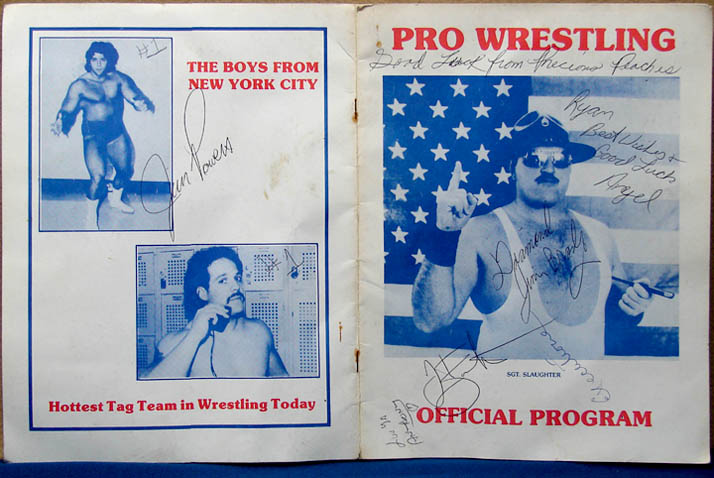 #1
THE BOYS FROM
NEW YORK CITY
Jim Powers
#1
Hottest Tag Team in Wrestling Today
PRO WRESTLING
Good Luck from Precious Peaches
Ryan
Best Wishes +
Good Luck
Angel
Diamond
Jim Brady
SGT. SLAUGHTER
OFFICIAL PROGRAM